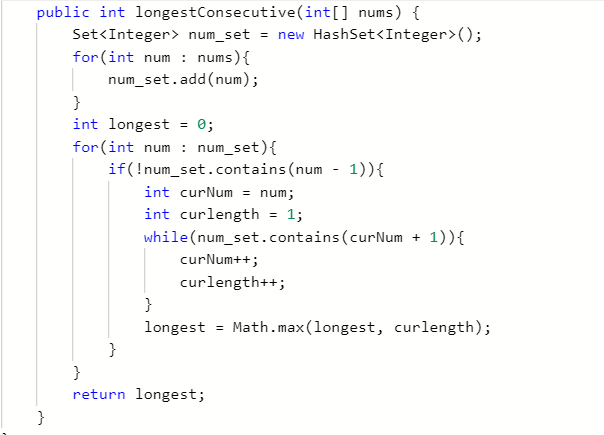 public int longestConsecutive(int[] nums) {
Set<Integer> num_set = new HashSet<Integer>();
for(int num : nums){
num_set.add(num);
}
int longest = 0;
for(int num : num_set){
if(!num_set.contains(num - 1)){
int curNum = num;
int curlength = 1;
while(num_set.contains(curNum + 1)){
curNum++;
curlength++;
}
longest = Math.max(longest, curlength);
}
}
return longest;
}